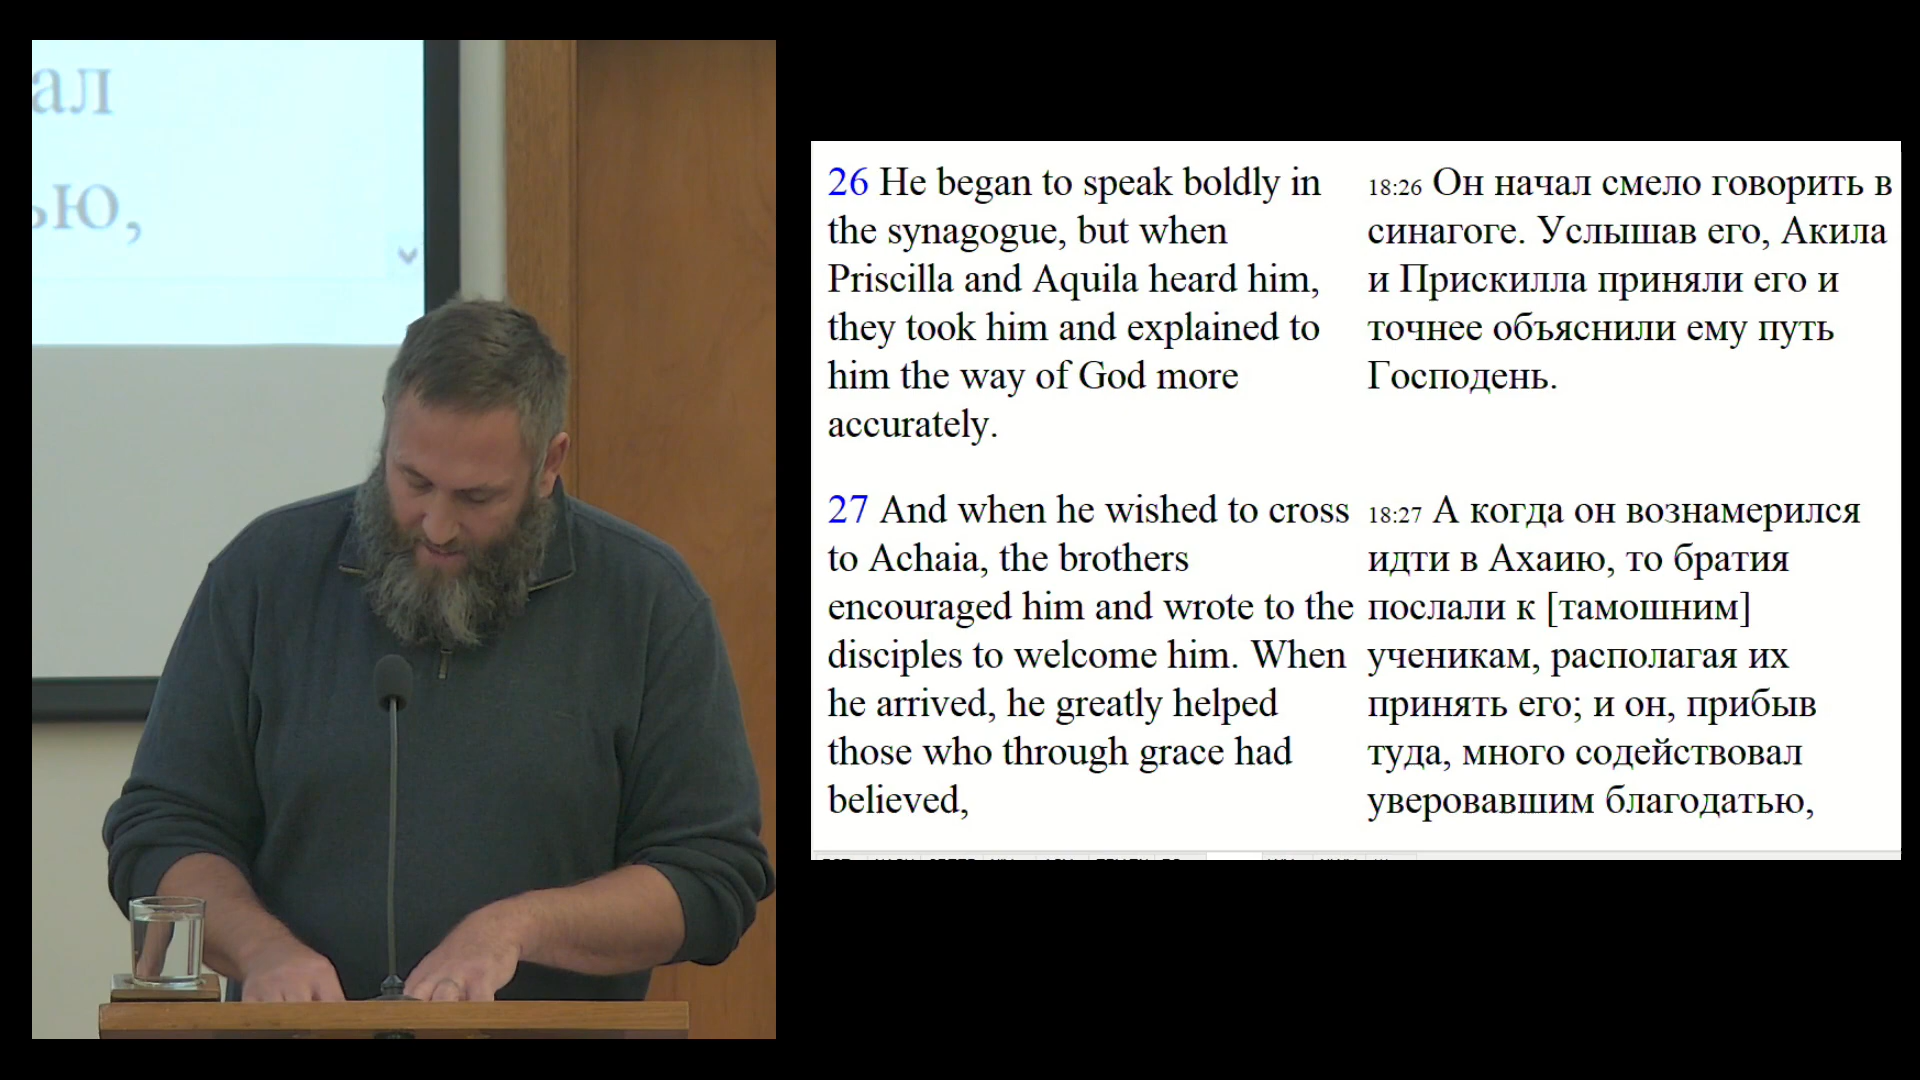 ал
ью,
26 He began to speak boldly in
the synagogue, but when
Priscilla and Aquila heard him,
they took him and explained to
him the way of God more
accurately.
27 And when he wished to cross
to Achaia, the brothers
encouraged him and wrote to the
disciples to welcome him. When
he arrived, he greatly helped
those who through grace had
believed,
18:26 Он начал смело говорить в
синагоге. Услышав его, Акила
и Прискилла приняли его и
точнее объяснили ему путь
Господень.
18:27 А когда он вознамерился
идти в Ахаию, то братия
послали к [тамошним]
ученикам, располагая их
принять его; и он, прибыв
туда, много содействовал
уверовавшим благодатью,